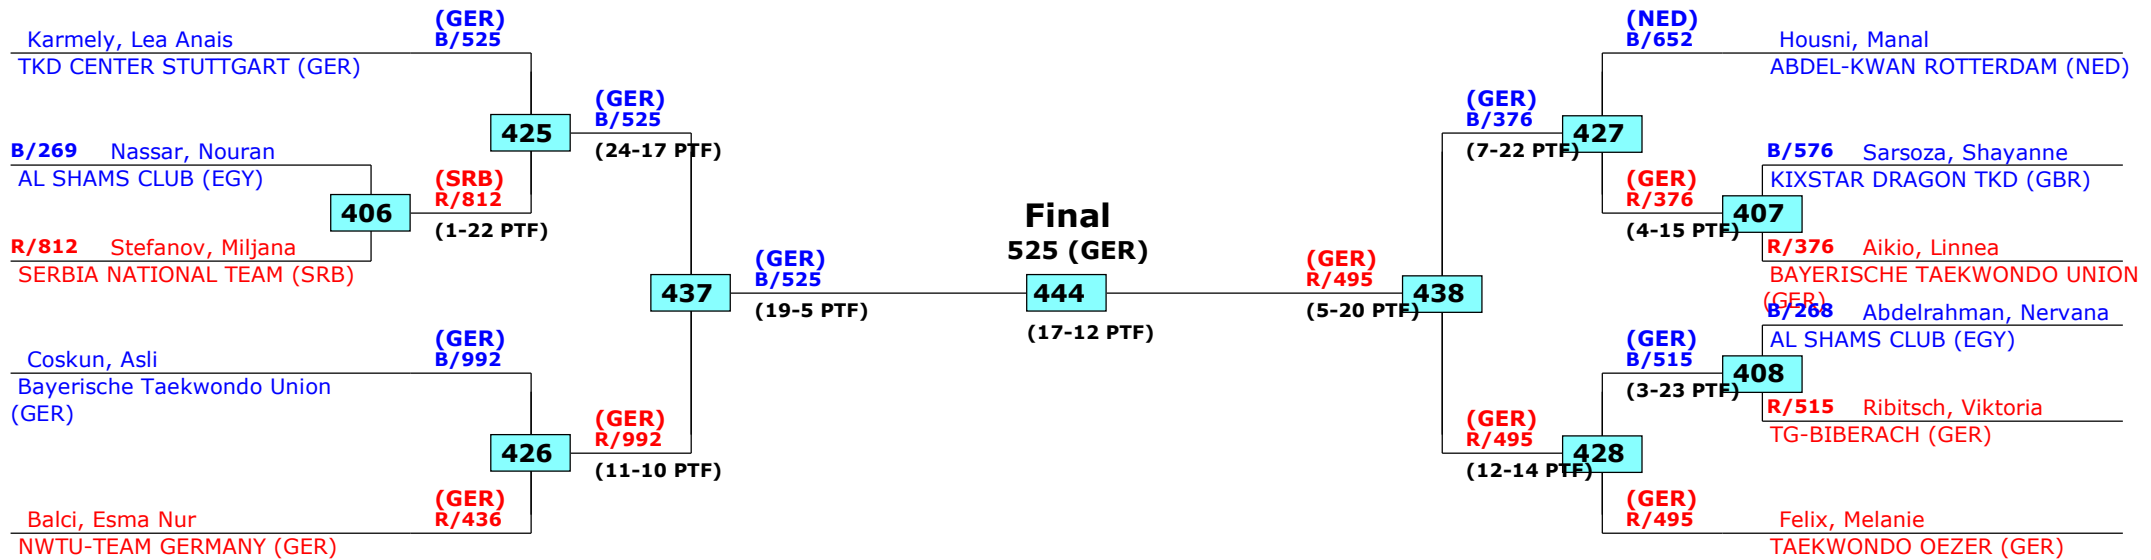 (GER)
Karmely, Lea Anais
B/525
TKD CENTER STUTTGART (GER)
(GER)
B/525
425
(24-17 PTF)
B/269 Nassar, Nouran
AL SHAMS CLUB (EGY)
(SRB)
R/812
406
(1-22 PTF)
R/812 Stefanov, Miljana
SERBIA NATIONAL TEAM (SRB)
(GER)
B/525
437
(19-5 PTF)
(GER)
Coskun, Asli
B/992
Bayerische Taekwondo Union
(GER)
(GER)
R/992
426
(11-10 PTF)
(GER)
Balci, Esma Nur
R/436
NWTU-TEAM GERMANY (GER)
Final
525 (GER)
444
(17-12 PTF)
(NED)
B/652
Housni, Manal
ABDEL-KWAN ROTTERDAM (NED)
(GER)
B/376
427
(7-22 PTF)
B/576 Sarsoza, Shayanne
KIXSTAR DRAGON TKD (GBR)
(GER)
R/376
407
(4-15 PTF)
R/376 Aikio, Linnea
BAYERISCHE TAEKWONDO UNION
(GER)
(GER)
R/495
438
(5-20 PTF)
B/268 Abdelrahman, Nervana
AL SHAMS CLUB (EGY)
(GER)
B/515
408
(3-23 PTF)
R/515 Ribitsch, Viktoria
TG-BIBERACH (GER)
(GER)
R/495
428
(12-14 PTF)
(GER)
R/495
Felix, Melanie
TAEKWONDO OEZER (GER)